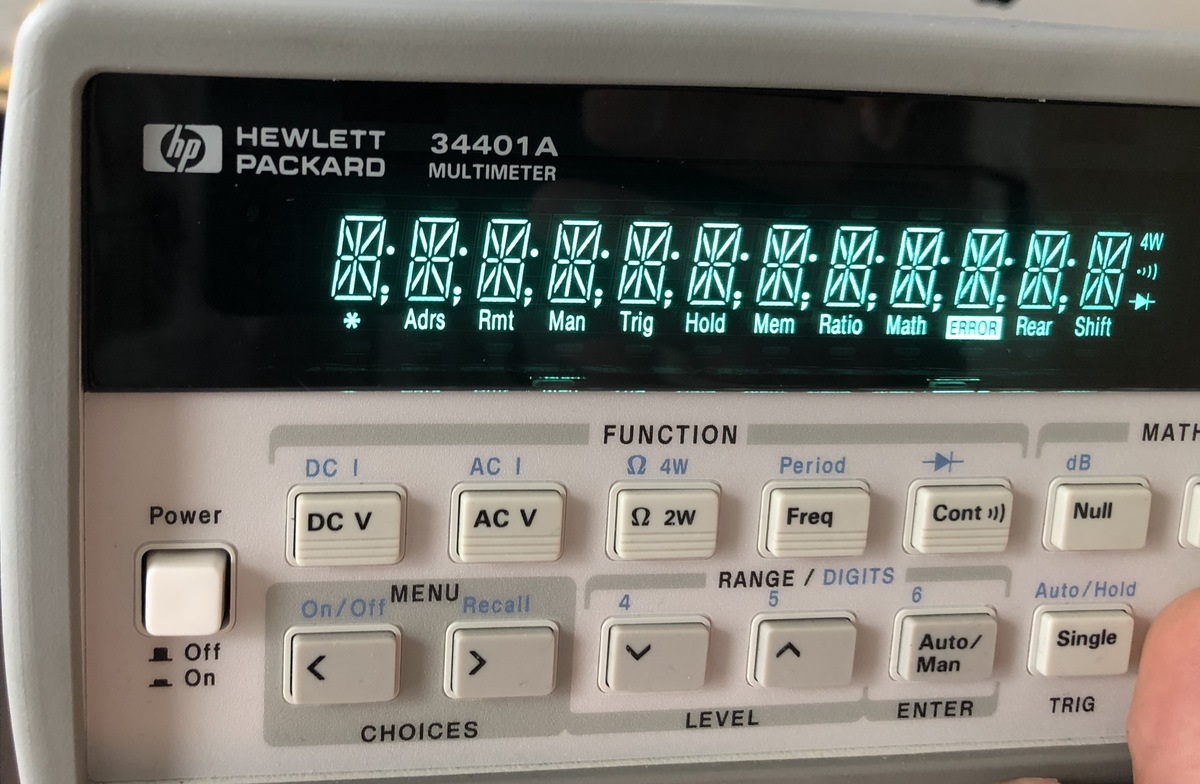 hp HEWLETT PACKARD
34401A
MULTIMETER
4W
* Adrs Rmt Man Trig Hold Mem Ratio Math ERROR Rear Shift
FUNCTION
MATH
DC I AC I Ω 4W Period dB
DC V AC V Ω 2W Freq Cont Null
Power
Off
On
MENU
On/Off Recall
< >
CHOICES
RANGE / DIGITS
4 5 6
Auto/
Man
LEVEL
ENTER
Auto/Hold
Single
TRIG